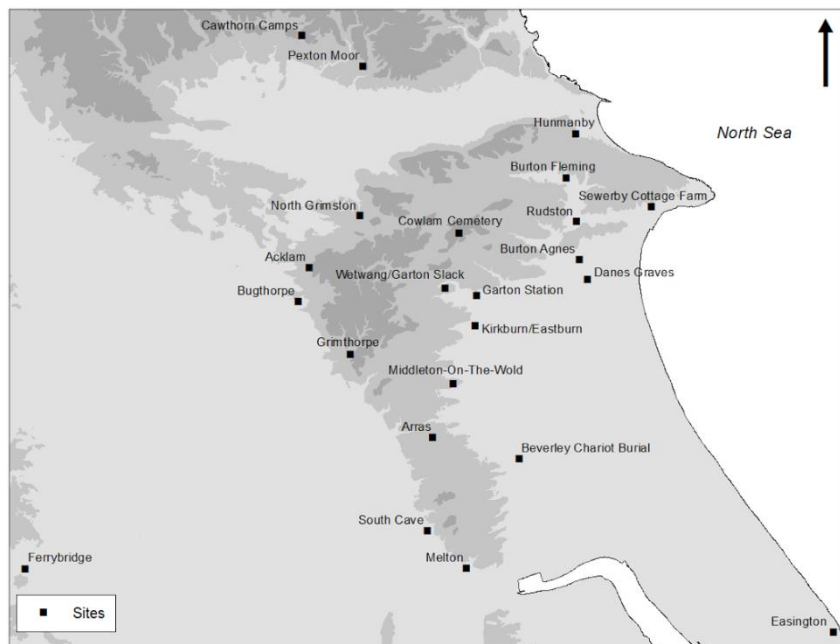 Cawthorn Camps
Pexton Moor
Hunmanby
North Sea
Burton Fleming
Sewerby Cottage Farm
North Grimston
Rudston
Cowlam Cemetery
Burton Agnes
Acklam
Wetwang/Garton Slack
Danes Graves
Bugthorpe
Garton Station
Kirkburn/Eastburn
Grimthorpe
Middleton-On-The-Wold
Arras
Beverley Chariot Burial
South Cave
Ferrybridge
Melton
Sites
Easington